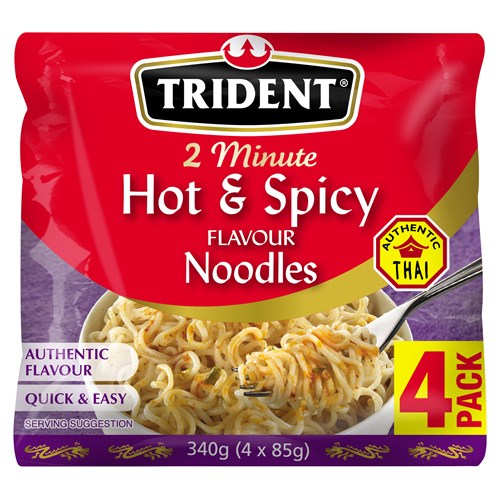 TRIDENT®
2 Minute
Hot & Spicy
FLAVOUR
Noodles
AUTHENTIC
THAI
AUTHENTIC
FLAVOUR
QUICK & EASY
SERVING SUGGESTION
4 PACK
340g (4 x 85g)